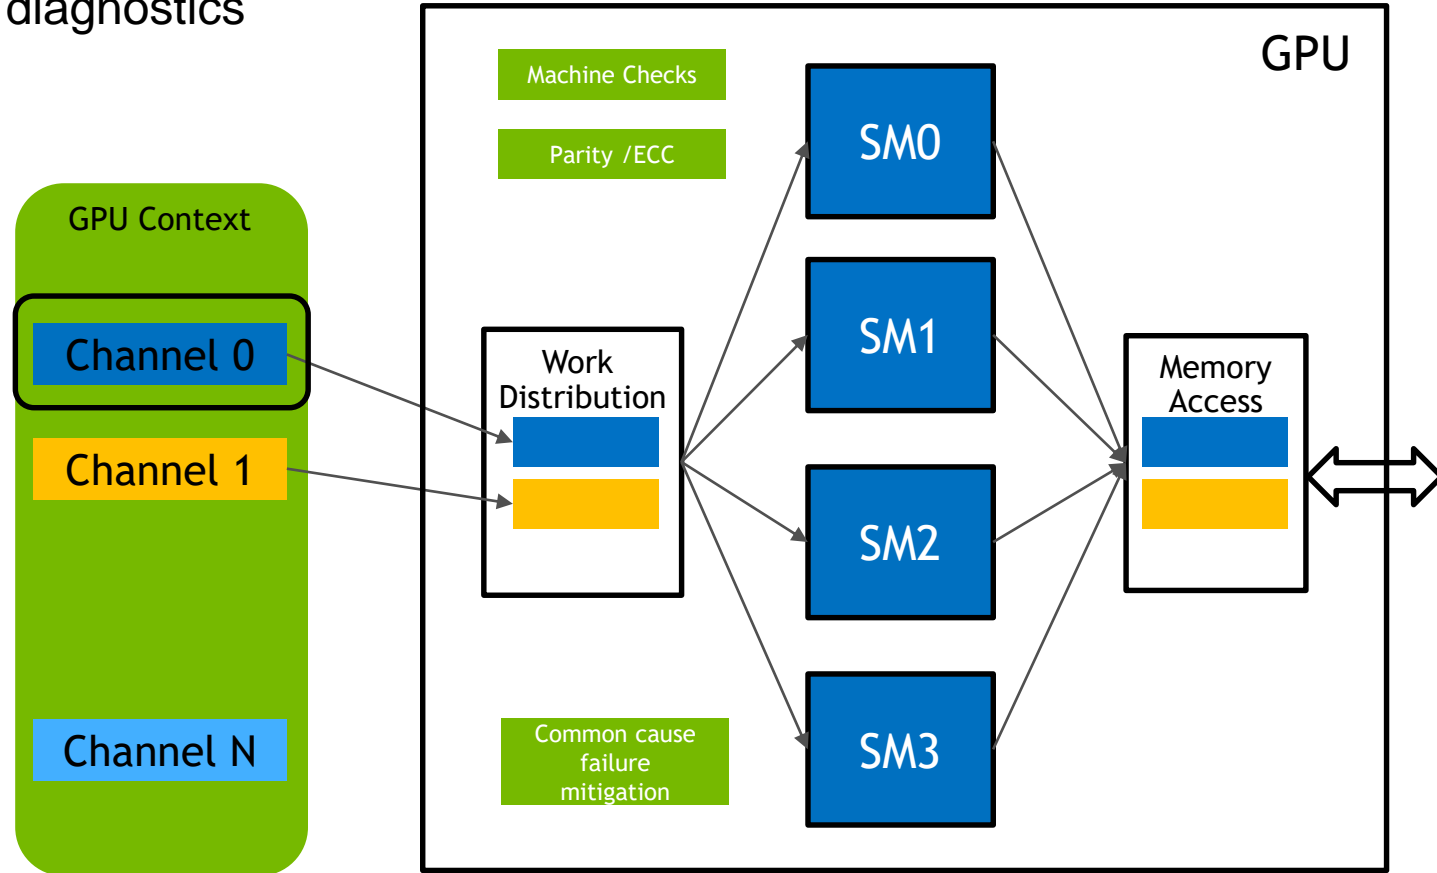 diagnostics
GPU
Machine Checks
Parity /ECC
GPU Context
Channel 0
Channel 1
Channel N
Work
Distribution
SM0
SM1
SM2
SM3
Memory
Access
Common cause
failure
mitigation